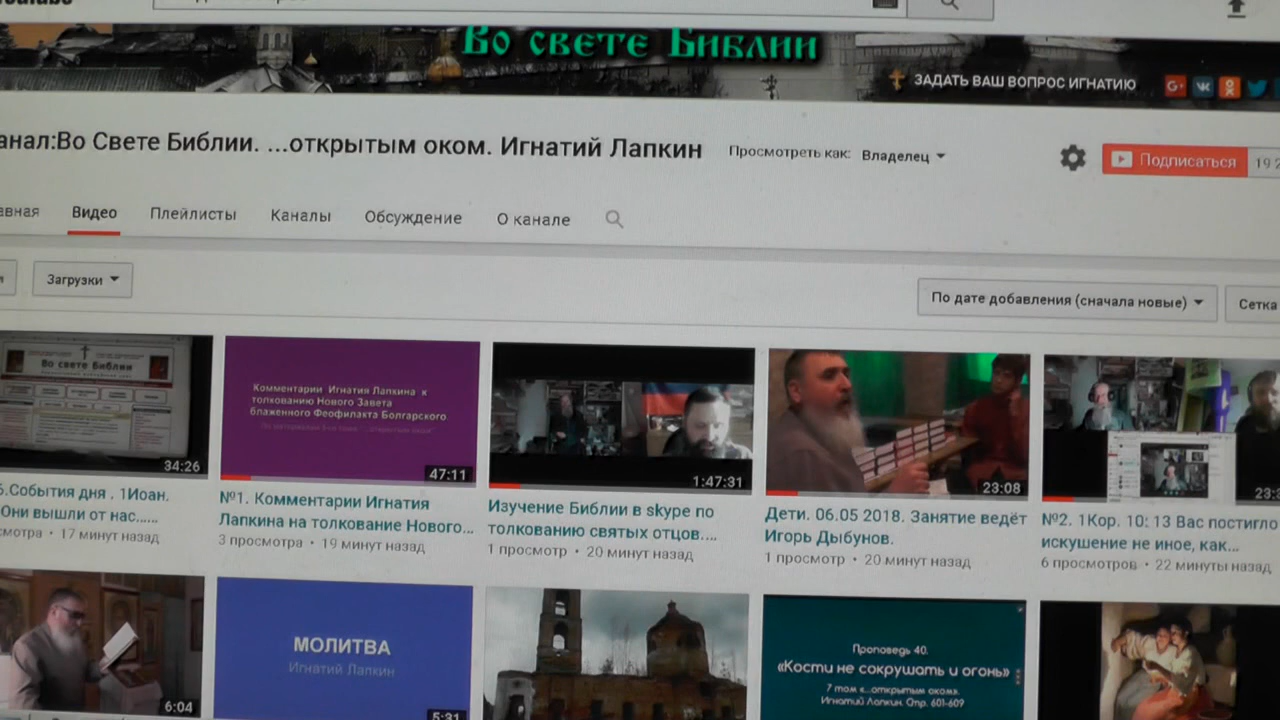 Во свете Библии
ЗАДАТЬ ВАШ ВОПРОС ИГНАТИЮ
анал:Во Свете Библии. ...открытым оком. Игнатий Лапкин
Просмотреть как: Владелец
Подписаться
19 2
авная Видео Плейлисты Каналы Обсуждение О канале
Загрузки
По дате добавления (сначала новые)
Сетка
Во свете Библии
34:26
Комментарии Игнатия Лапкина к
толкованию Нового Завета
блаженного Феофилакта Болгарского
47:11
1:47:31
23:08
23:3
6.События дня . 1Иоан.
Они вышли от нас......
смотра • 17 минут назад
№1. Комментарии Игнатия
Лапкина на толкование Нового...
3 просмотра • 19 минут назад
Изучение Библии в skype по
толкованию святых отцов....
1 просмотр • 20 минут назад
Дети. 06.05 2018. Занятие ведёт
Игорь Дыбунов.
1 просмотр • 20 минут назад
№2. 1Кор. 10: 13 Вас постигло
искушение не иное, как...
6 просмотров • 22 минуты назад
6:04
МОЛИТВА
Игнатий Лапкин
5:31
Проповедь 40.
«Кости не сокрушать и огонь»
7 том «...открытым оком».
Игнатий Лапкин. Стр. 601-609